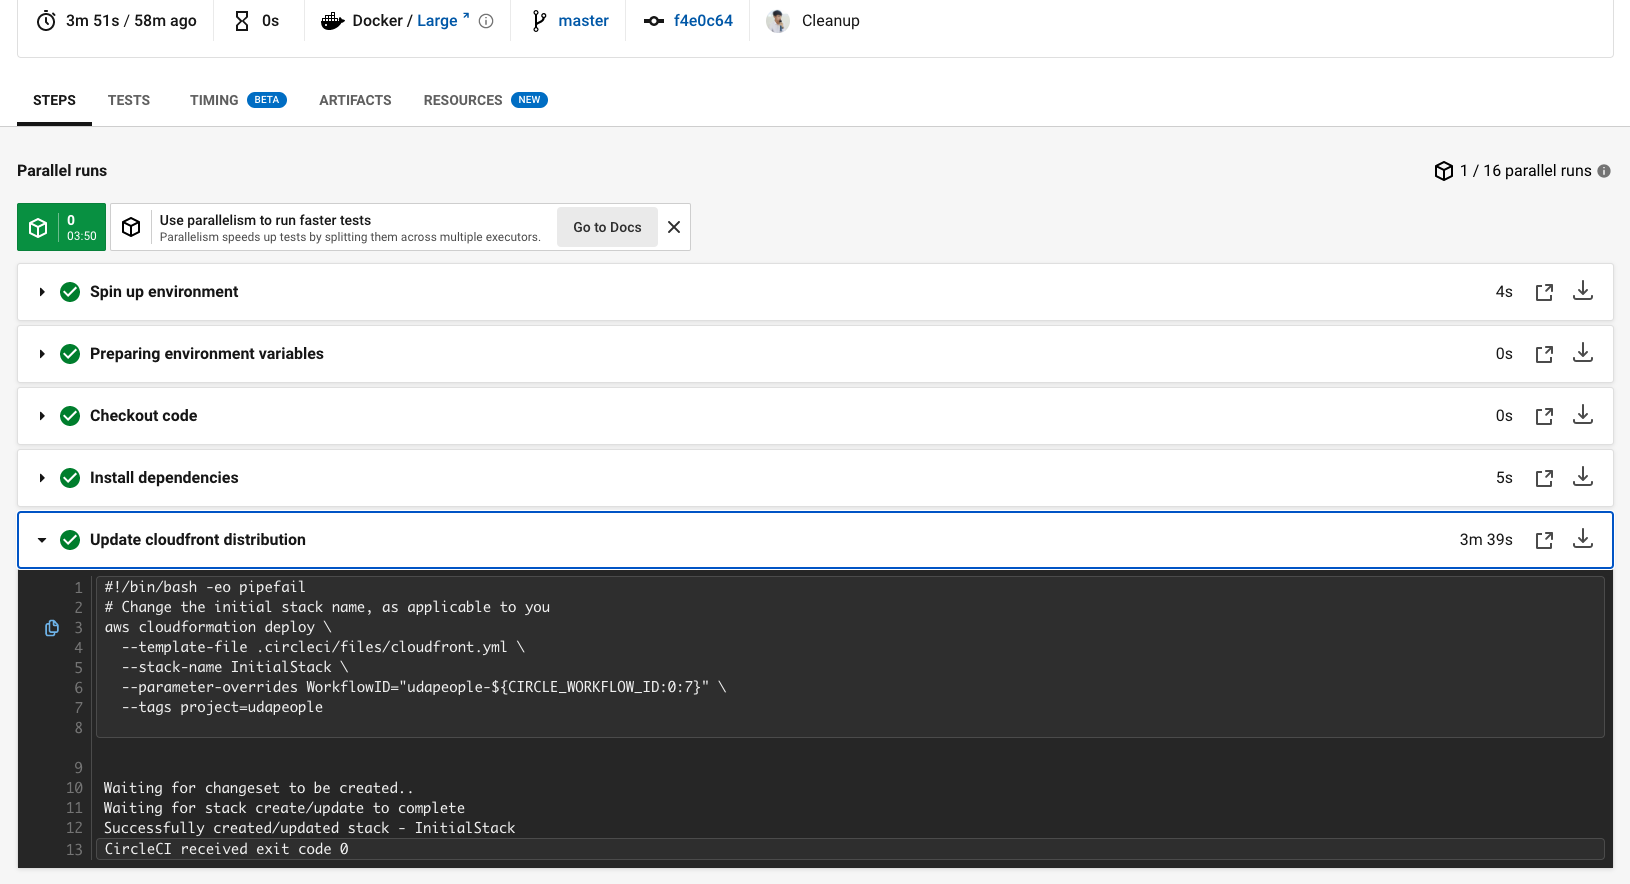 3m 51s / 58m ago
0s
Docker / Large
master
f4e0c64
Cleanup
STEPS
TESTS
TIMING BETA
ARTIFACTS
RESOURCES NEW
Parallel runs
1 / 16 parallel runs
0
03:50
Use parallelism to run faster tests
Parallelism speeds up tests by splitting them across multiple executors.
Go to Docs
Spin up environment 4s
Preparing environment variables 0s
Checkout code 0s
Install dependencies 5s
Update cloudfront distribution 3m 39s
1 #!/bin/bash -eo pipefail
2 # Change the initial stack name, as applicable to you
3 aws cloudformation deploy \
4   --template-file .circleci/files/cloudfront.yml \
5   --stack-name InitialStack \
6   --parameter-overrides WorkflowID="udapeople-${CIRCLE_WORKFLOW_ID:0:7}" \
7   --tags project=udapeople
8
9
10 Waiting for changeset to be created..
11 Waiting for stack create/update to complete
12 Successfully created/updated stack - InitialStack
13 CircleCI received exit code 0